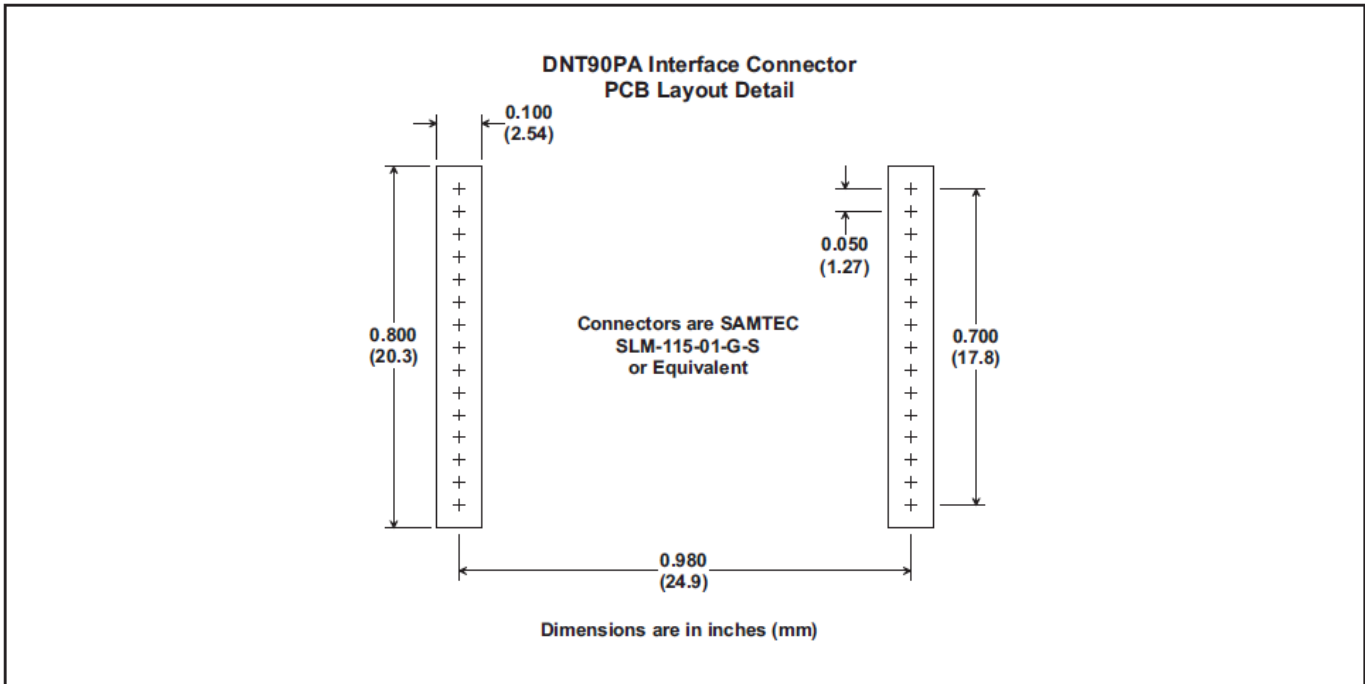 DNT90PA Interface Connector
PCB Layout Detail
0.100
(2.54)
0.050
(1.27)
0.800
(20.3)
Connectors are SAMTEC
SLM-115-01-G-S
or Equivalent
0.700
(17.8)
0.980
(24.9)
Dimensions are in inches (mm)